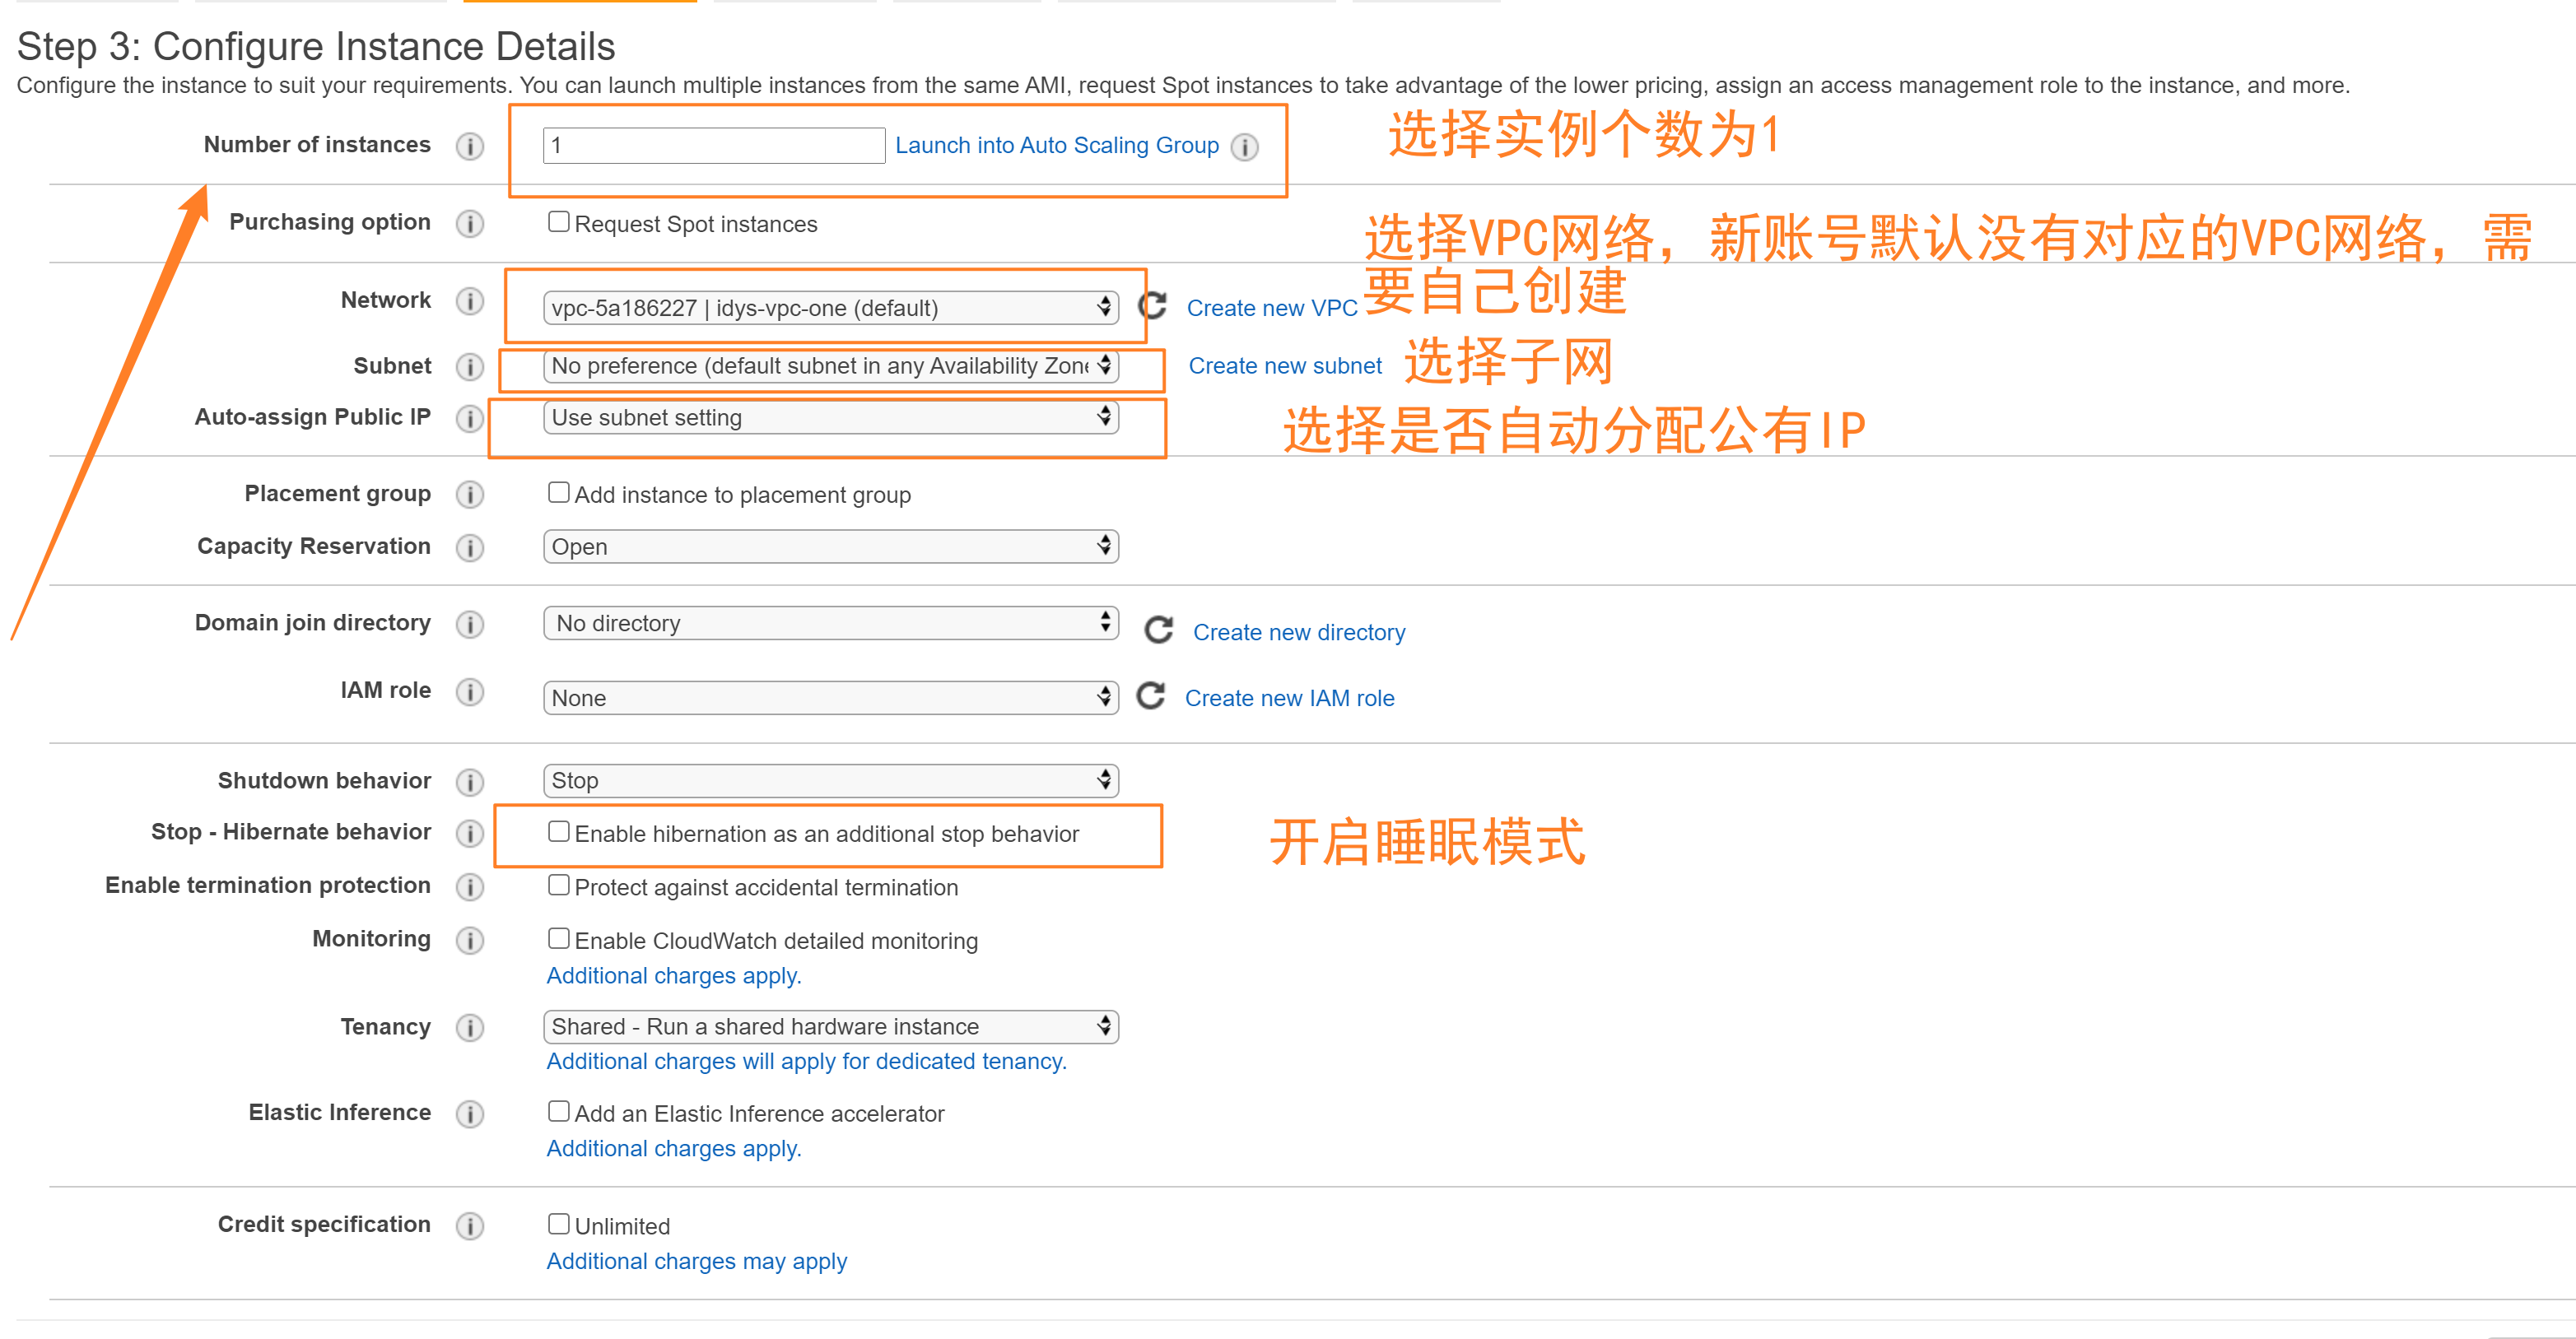 Step 3: Configure Instance Details
Configure the instance to suit your requirements. You can launch multiple instances from the same AMI, request Spot instances to take advantage of the lower pricing, assign an access management role to the instance, and more.
Number of instances 1 Launch into Auto Scaling Group 选择实例个数为1
Purchasing option Request Spot instances
选择VPC网络，新账号默认没有对应的VPC网络，需
要自己创建
Network vpc-5a186227 | idys-vpc-one (default) Create new VPC
Subnet No preference (default subnet in any Availability Zone Create new subnet 选择子网
Auto-assign Public IP Use subnet setting 选择是否自动分配公有IP
Placement group Add instance to placement group
Capacity Reservation Open
Domain join directory No directory Create new directory
IAM role None Create new IAM role
Shutdown behavior Stop
Stop - Hibernate behavior Enable hibernation as an additional stop behavior 开启睡眠模式
Enable termination protection Protect against accidental termination
Monitoring Enable CloudWatch detailed monitoring
Additional charges apply.
Tenancy Shared - Run a shared hardware instance
Additional charges will apply for dedicated tenancy.
Elastic Inference Add an Elastic Inference accelerator
Additional charges apply.
Credit specification Unlimited
Additional charges may apply